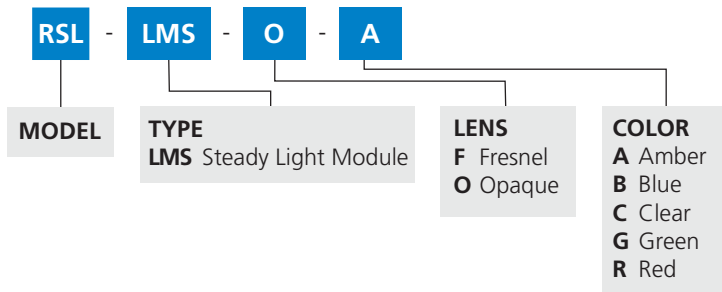 RSL - LMS - O - A
MODEL
TYPE
LMS Steady Light Module
LENS
F Fresnel
O Opaque
COLOR
A Amber
B Blue
C Clear
G Green
R Red